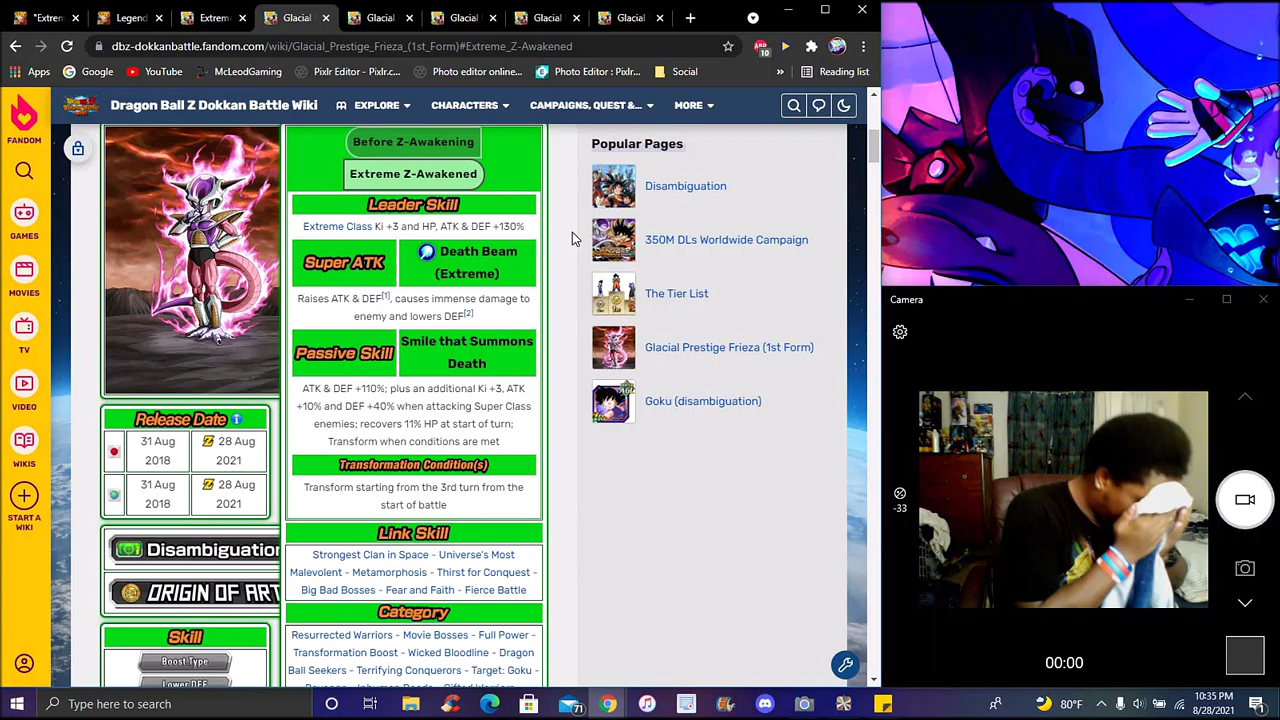 "Extrem
Legend
Extrem
Glacial
Glacial
Glacial
Glacial
Glacial
dbz-dokkanbattle.fandom.com/wiki/Glacial_Prestige_Frieza_(1st_Form)#Extreme_Z-Awakened
10
Apps
Google
YouTube
McLeodGaming
Pixlr Editor - Pixlr.c...
Photo editor online...
Photo Editor : Pixlr...
Social
»
Reading list
FANDOM
GAMES
MOVIES
TV
VIDEO
WIKIS
START A
WIKI
Dragon Ball Z Dokkan Battle Wiki
EXPLORE
CHARACTERS
CAMPAIGNS, QUEST &...
MORE
Before Z-Awakening
Extreme Z-Awakened
Leader Skill
Extreme Class Ki +3 and HP, ATK & DEF +130%
Super ATK
Death Beam
(Extreme)
Raises ATK & DEF[1], causes immense damage to
enemy and lowers DEF[2]
Passive Skill
Smile that Summons
Death
ATK & DEF +110%; plus an additional Ki +3, ATK
+10% and DEF +40% when attacking Super Class
enemies; recovers 11% HP at start of turn;
Transform when conditions are met
Transformation Condition(s)
Transform starting from the 3rd turn from the
start of battle
Link Skill
Strongest Clan in Space - Universe's Most
Malevolent - Metamorphosis - Thirst for Conquest -
Big Bad Bosses - Fear and Faith - Fierce Battle
Category
Resurrected Warriors - Movie Bosses - Full Power -
Transformation Boost - Wicked Bloodline - Dragon
Ball Seekers - Terrifying Conquerors - Target: Goku -
Release Date
31 Aug
2018
Z 28 Aug
2021
31 Aug
2018
Z 28 Aug
2021
Disambiguation
ORIGIN OF ART
Skill
Boost Type
Lower DEF
Popular Pages
Disambiguation
350M DLs Worldwide Campaign
The Tier List
Glacial Prestige Frieza (1st Form)
Goku (disambiguation)
Camera
-33
00:00
Type here to search
71
80°F
10:35 PM
8/28/2021
1